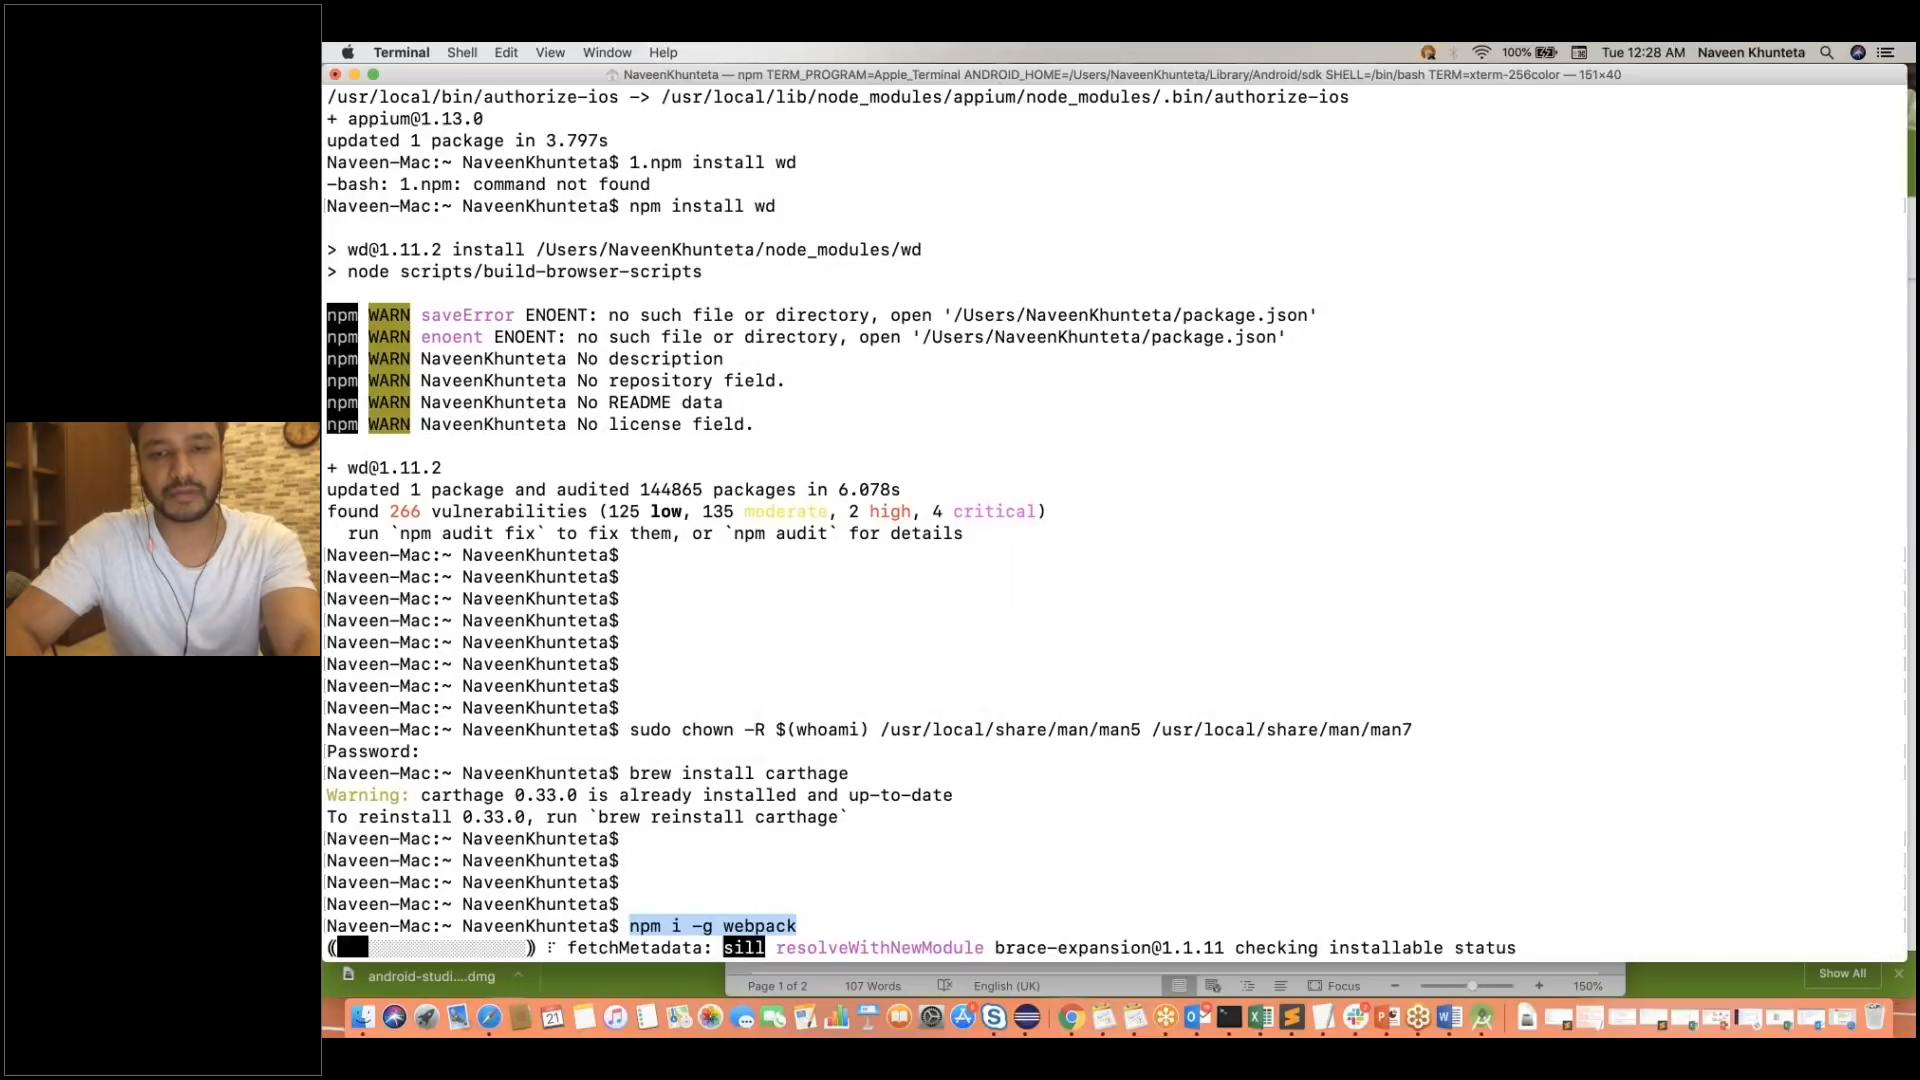 Terminal Shell Edit View Window Help 100% Tue 12:28 AM Naveen Khunteta
NaveenKhunteta — npm TERM_PROGRAM=Apple_Terminal ANDROID_HOME=/Users/NaveenKhunteta/Library/Android/sdk SHELL=/bin/bash TERM=xterm-256color — 151×40
/usr/local/bin/authorize-ios -> /usr/local/lib/node_modules/appium/node_modules/.bin/authorize-ios
+ appium@1.13.0
updated 1 package in 3.797s
Naveen-Mac:~ NaveenKhunteta$ 1.npm install wd
-bash: 1.npm: command not found
Naveen-Mac:~ NaveenKhunteta$ npm install wd
> wd@1.11.2 install /Users/NaveenKhunteta/node_modules/wd
> node scripts/build-browser-scripts
npm WARN saveError ENOENT: no such file or directory, open '/Users/NaveenKhunteta/package.json'
npm WARN enoent ENOENT: no such file or directory, open '/Users/NaveenKhunteta/package.json'
npm WARN NaveenKhunteta No description
npm WARN NaveenKhunteta No repository field.
npm WARN NaveenKhunteta No README data
npm WARN NaveenKhunteta No license field.
+ wd@1.11.2
updated 1 package and audited 144865 packages in 6.078s
found 266 vulnerabilities (125 low, 135 moderate, 2 high, 4 critical)
run `npm audit fix` to fix them, or `npm audit` for details
Naveen-Mac:~ NaveenKhunteta$
Naveen-Mac:~ NaveenKhunteta$
Naveen-Mac:~ NaveenKhunteta$
Naveen-Mac:~ NaveenKhunteta$
Naveen-Mac:~ NaveenKhunteta$
Naveen-Mac:~ NaveenKhunteta$
Naveen-Mac:~ NaveenKhunteta$
Naveen-Mac:~ NaveenKhunteta$
Naveen-Mac:~ NaveenKhunteta$ sudo chown -R $(whoami) /usr/local/share/man/man5 /usr/local/share/man/man7
Password:
Naveen-Mac:~ NaveenKhunteta$ brew install carthage
Warning: carthage 0.33.0 is already installed and up-to-date
To reinstall 0.33.0, run `brew reinstall carthage`
Naveen-Mac:~ NaveenKhunteta$
Naveen-Mac:~ NaveenKhunteta$
Naveen-Mac:~ NaveenKhunteta$
Naveen-Mac:~ NaveenKhunteta$
Naveen-Mac:~ NaveenKhunteta$ npm i -g webpack
fetchMetadata: sill resolveWithNewModule brace-expansion@1.1.11 checking installable status
android-studi....dmg Show All
Page 1 of 2 107 Words English (UK) Focus 150%
21